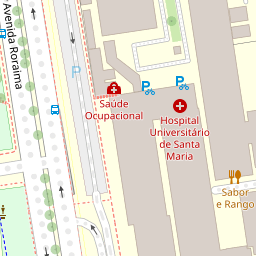 Avenida Roraima
P
Saúde
Ocupacional
P
P
Hospital
Universitário
de Santa
Maria
Sabor
e Rango